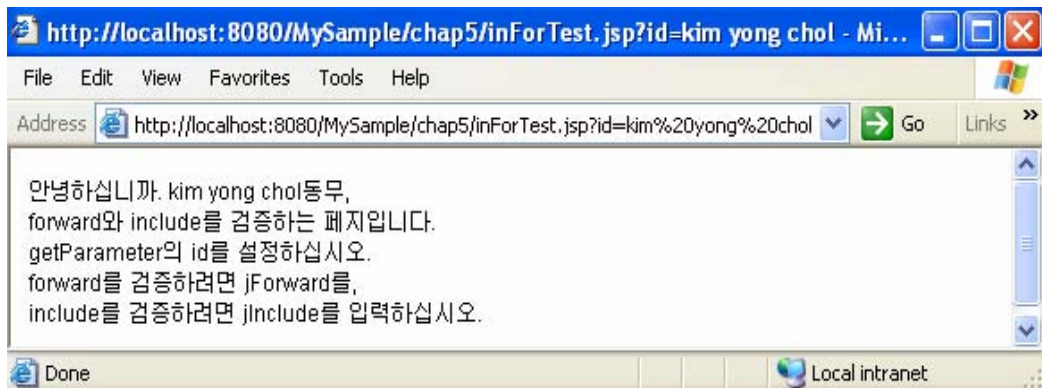 http://localhost:8080/MySample/chap5/inForTest.jsp?id=kim yong chol - Mi...
File Edit View Favorites Tools Help
Address http://localhost:8080/MySample/chap5/inForTest.jsp?id=kim%20yong%20chol Go Links »
안녕하십니까. kim yong chol동무,
forward와 include를 검증하는 페지입니다.
getParameter의 id를 설정하십시오.
forward를 검증하려면 jForward를,
include를 검증하려면 jInclude를 입력하십시오.
Done Local intranet